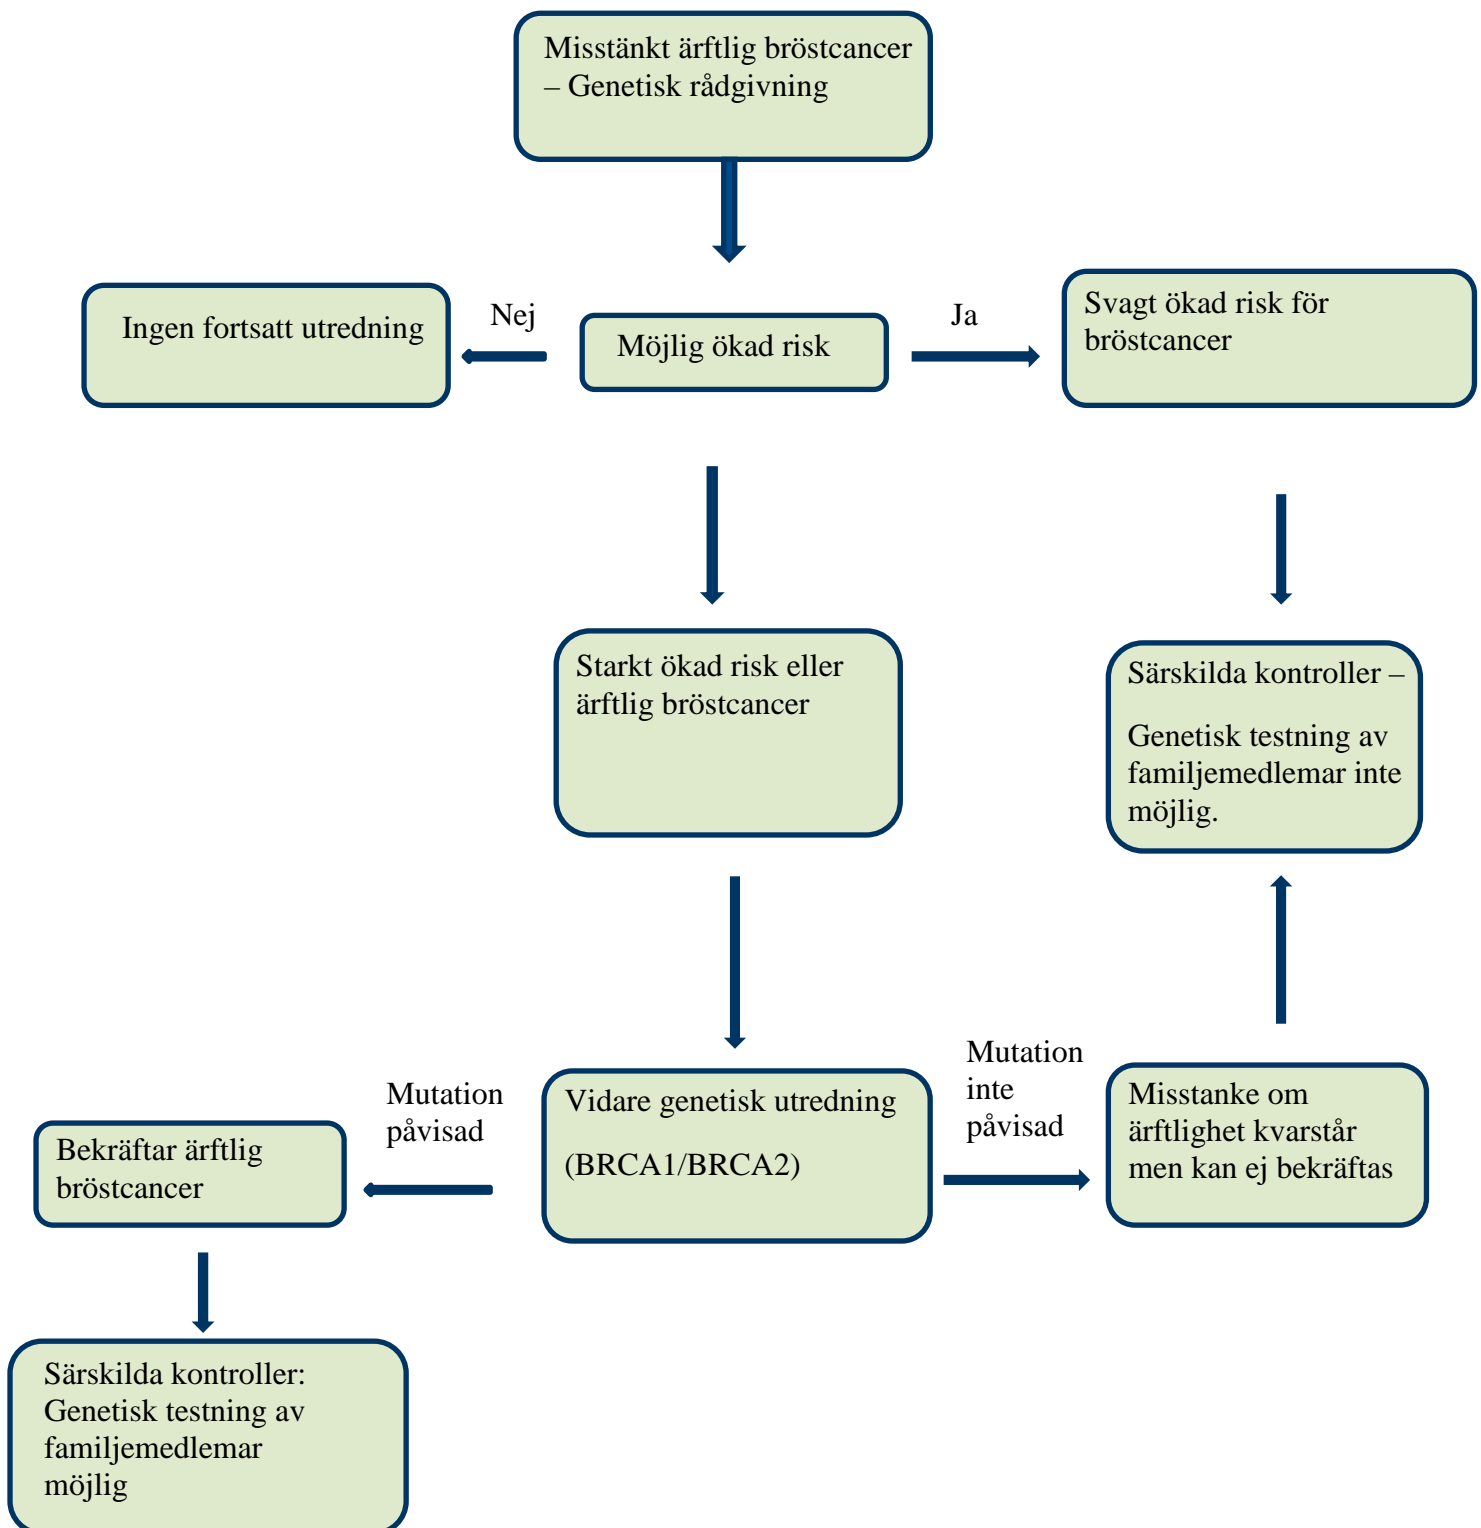 Misstänkt ärftlig bröstcancer
– Genetisk rådgivning
Ingen fortsatt utredning
Nej
Möjlig ökad risk
Ja
Svagt ökad risk för
bröstcancer
Starkt ökad risk eller
ärftlig bröstcancer
Särskilda kontroller –
Genetisk testning av
familjemedlemar inte
möjlig.
Bekräftar ärftlig
bröstcancer
Mutation
påvisad
Vidare genetisk utredning
(BRCA1/BRCA2)
Mutation
inte
påvisad
Misstanke om
ärftlighet kvarstår
men kan ej bekräftas
Särskilda kontroller:
Genetisk testning av
familjemedlemar
möjlig